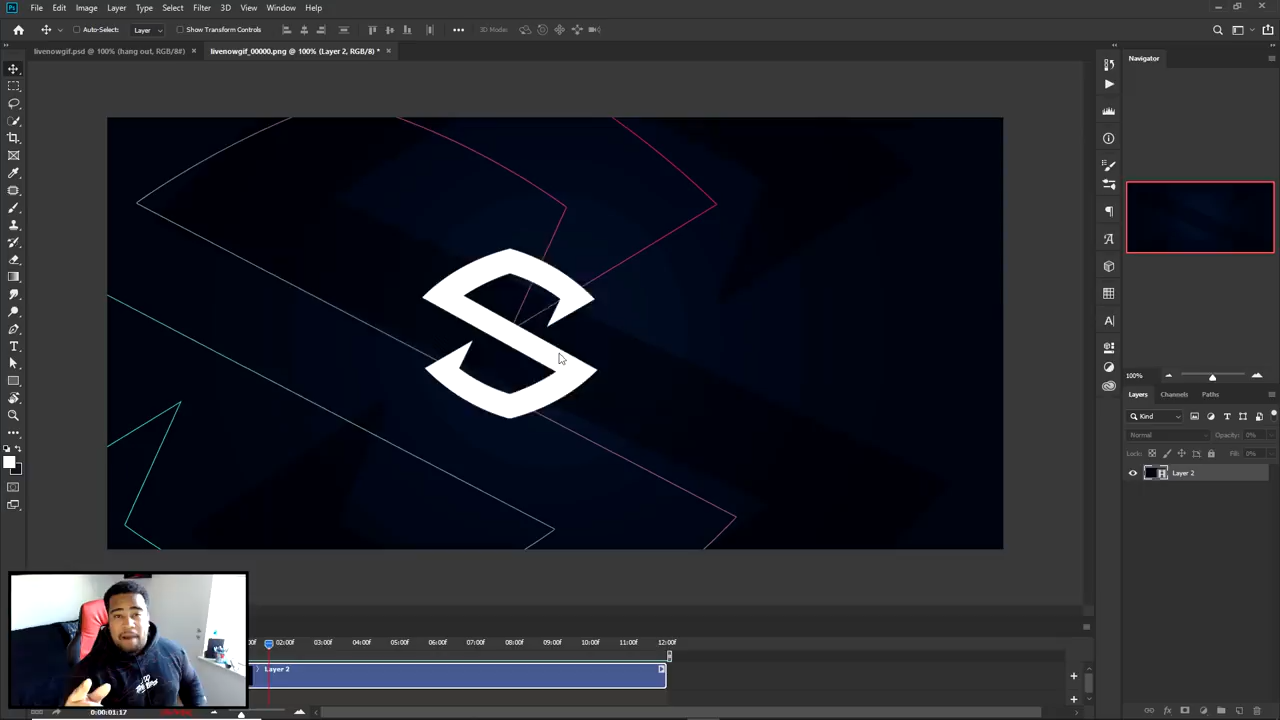 Ps File Edit Image Layer Type Select Filter 3D View Window Help
Auto-Select: Layer Show Transform Controls 3D Mode:
livenowgif.psd @ 100% (hang out, RGB/8#) × livenowgif_00000.png @ 100% (Layer 2, RGB/8) * ×
Navigator
100%
Layers Channels Paths
Kind
Normal Opacity: 0%
Lock: Fill: 0%
Layer 2
02:00f 03:00f 04:00f 05:00f 06:00f 07:00f 08:00f 09:00f 10:00f 11:00f 12:00f
Layer 2
0:00:01:17